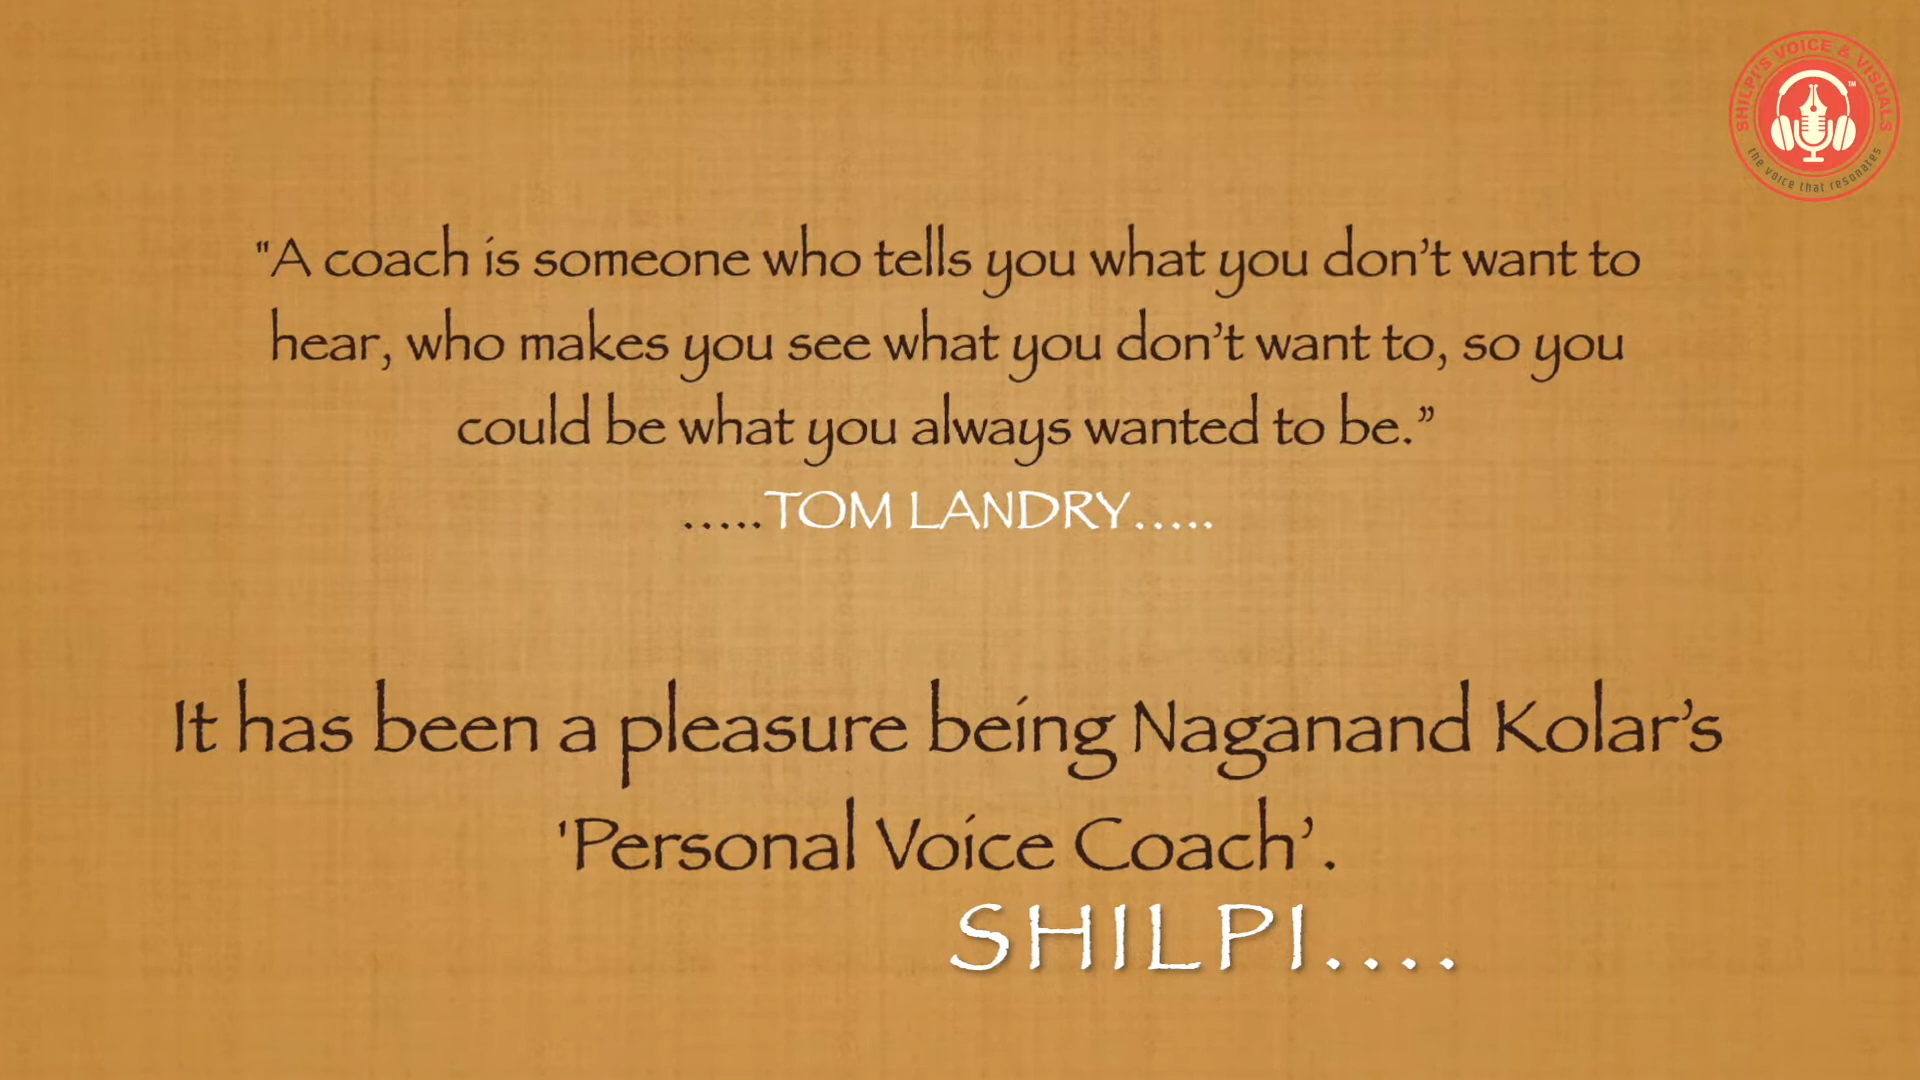 SHILPI'S VOICE & VISUALS
TM
the voice that resonates
"A coach is someone who tells you what you don’t want to
hear, who makes you see what you don’t want to, so you
could be what you always wanted to be.”
.....TOM LANDRY.....
It has been a pleasure being Naganand Kolar’s
'Personal Voice Coach’.
SHILPI....